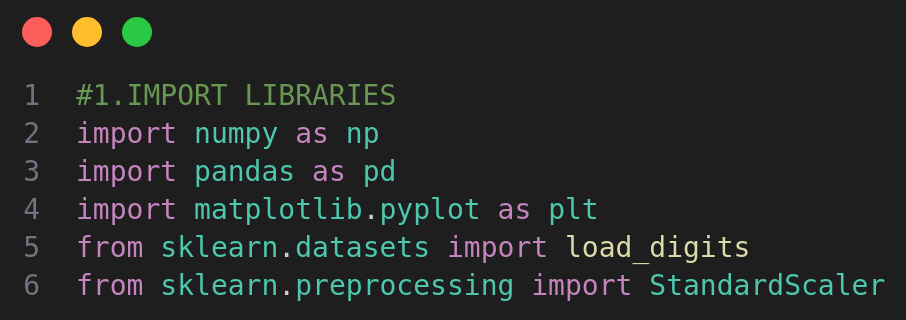 1 #1.IMPORT LIBRARIES
2 import numpy as np
3 import pandas as pd
4 import matplotlib.pyplot as plt
5 from sklearn.datasets import load_digits
6 from sklearn.preprocessing import StandardScaler